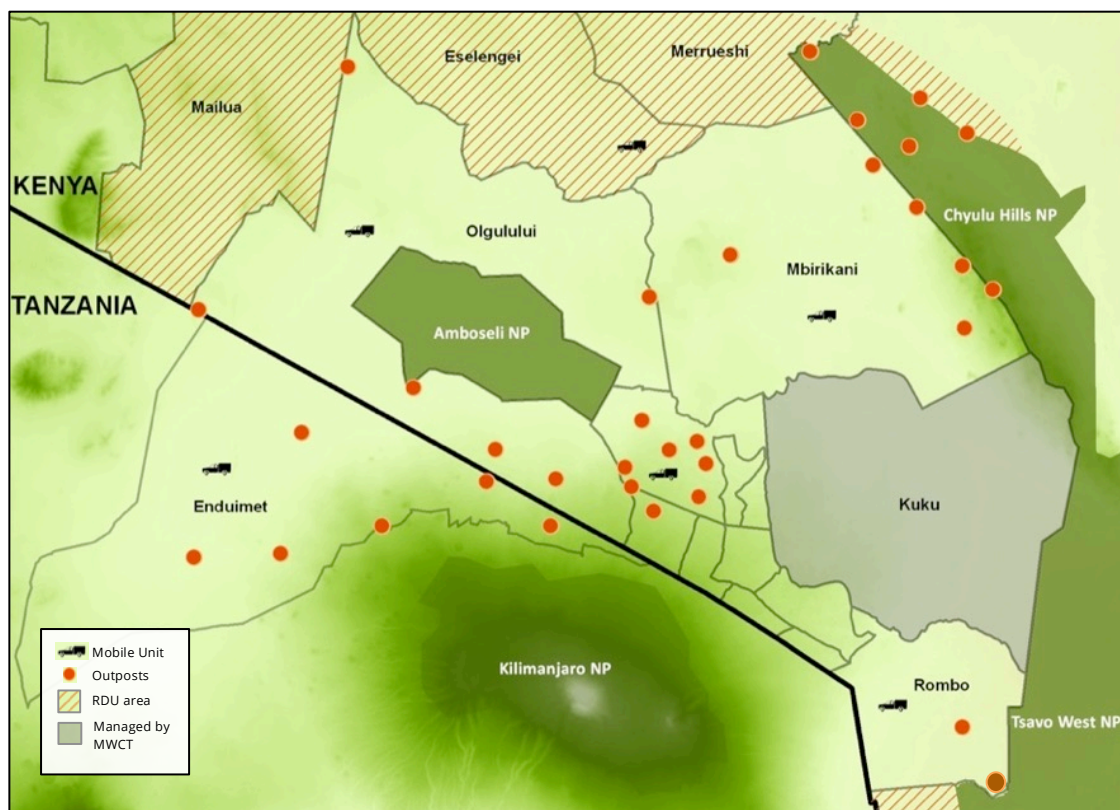 Eselengei
Merrueshi
Mailua
KENYA
Chyulu Hills NP
Olgululului
Mbirikani
TANZANIA
Amboseli NP
Enduimet
Kuku
Kilimanjaro NP
Rombo
Tsavo West NP
Mobile Unit
Outposts
RDU area
Managed by
MWCT